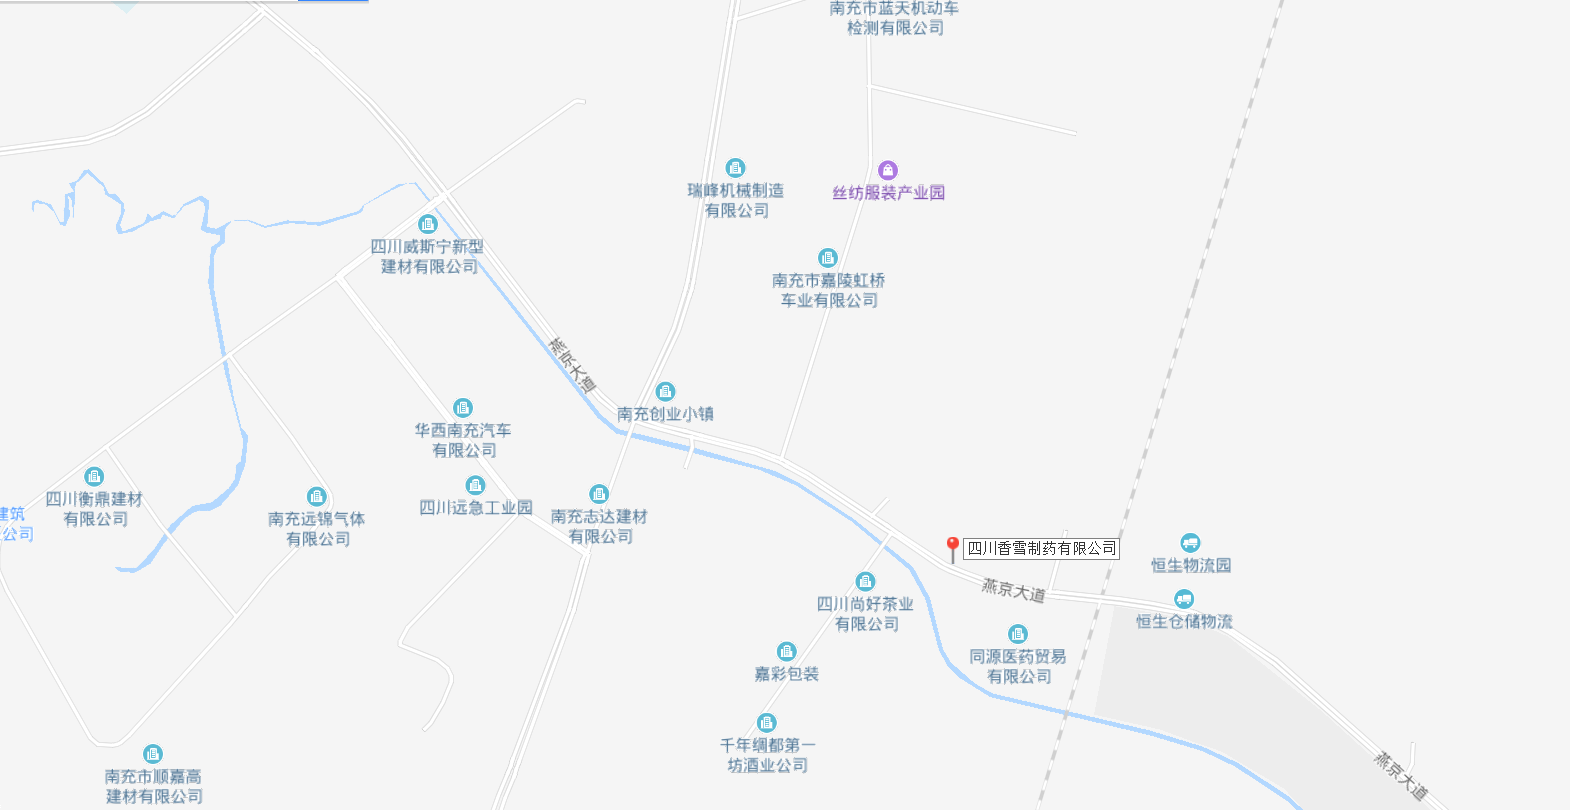 南充市蓝天机动车
检测有限公司
瑞峰机械制造
有限公司
丝纺服装产业园
四川威斯宁新型
建材有限公司
南充市嘉陵虹桥
车业有限公司
燕京大道
南充创业小镇
华西南充汽车
有限公司
四川衡鼎建材
有限公司
建筑
公司
南充远锦气体
有限公司
四川远急工业园
南充志达建材
有限公司
四川香雪制药有限公司
恒生物流园
燕京大道
四川尚好茶业
有限公司
恒生仓储物流
同源医药贸易
有限公司
嘉彩包装
千年绸都第一
坊酒业公司
南充市顺嘉高
建材有限公司
燕京大道